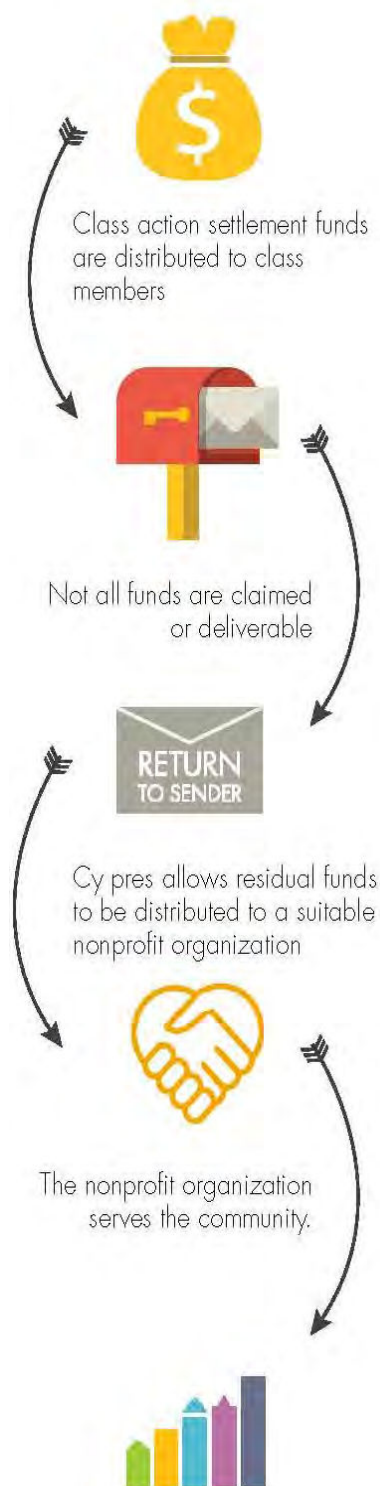 $
Class action settlement funds
are distributed to class
members
Not all funds are claimed
or deliverable
RETURN
TO SENDER
Cy pres allows residual funds
to be distributed to a suitable
nonprofit organization
The nonprofit organization
serves the community.